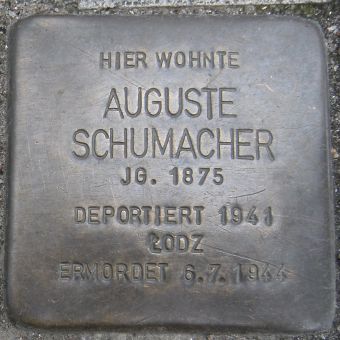 HIER WOHNTE
AUGUSTE
SCHUMACHER
JG. 1875
DEPORTIERT 1941
ŁODZ
ERMORDET 6.7.1944